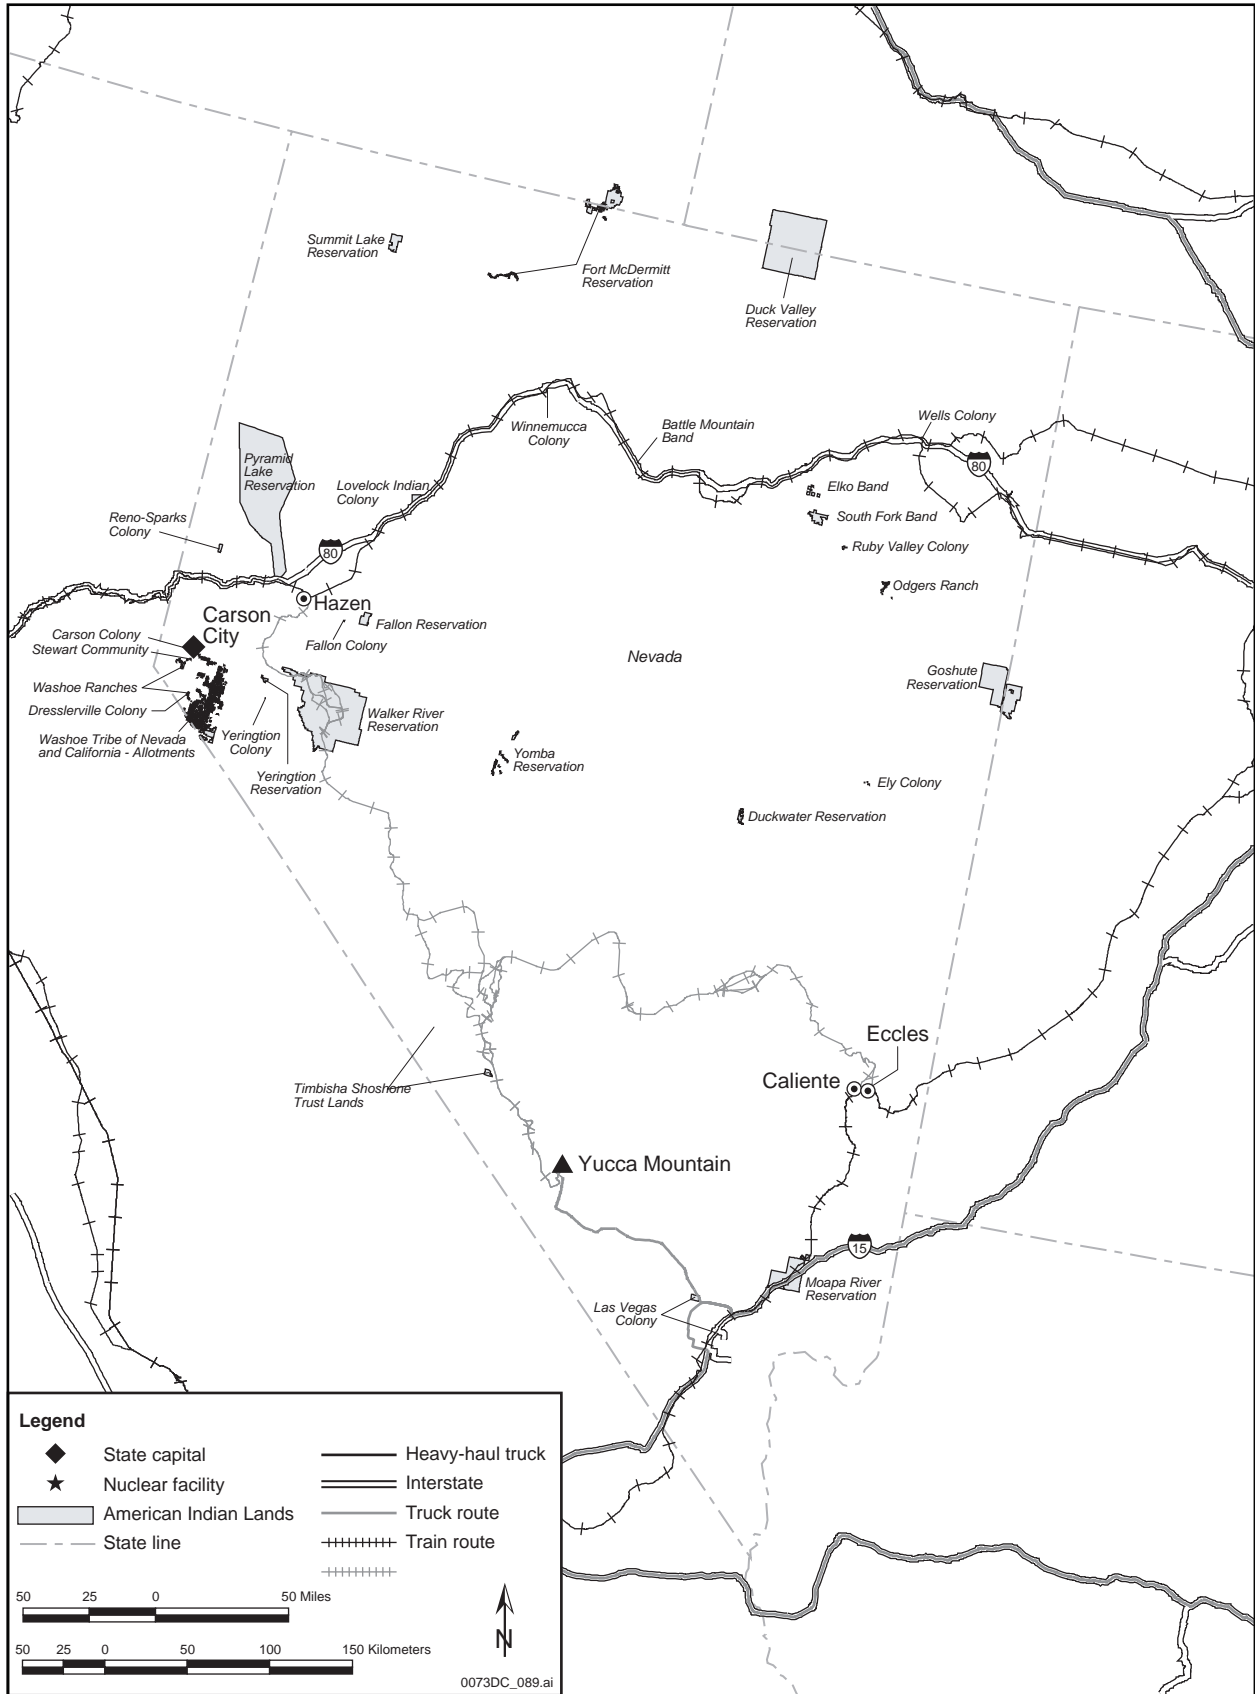 Summit Lake
Reservation
Fort McDermitt
Reservation
Duck Valley
Reservation
Winnemucca
Colony
Battle Mountain
Band
Wells Colony
80
Pyramid
Lake
Reservation
Lovelock Indian
Colony
Elko Band
South Fork Band
Reno-Sparks
Colony
80
Ruby Valley Colony
Odgers Ranch
Hazen
Carson
City
Fallon Reservation
Fallon Colony
Carson Colony
Stewart Community
Nevada
Goshute
Reservation
Washoe Ranches
Dresslerville Colony
Walker River
Reservation
Washoe Tribe of Nevada
and California - Allotments
Yeringtion
Colony
Yeringtion
Reservation
Yomba
Reservation
Ely Colony
Duckwater Reservation
Eccles
Caliente
Timbisha Shoshone
Trust Lands
Yucca Mountain
15
Moapa River
Reservation
Las Vegas
Colony
Legend
State capital
Nuclear facility
American Indian Lands
State line
Heavy-haul truck
Interstate
Truck route
Train route
50 25 0 50 Miles
50 25 0 50 100 150 Kilometers
N
0073DC_089.ai